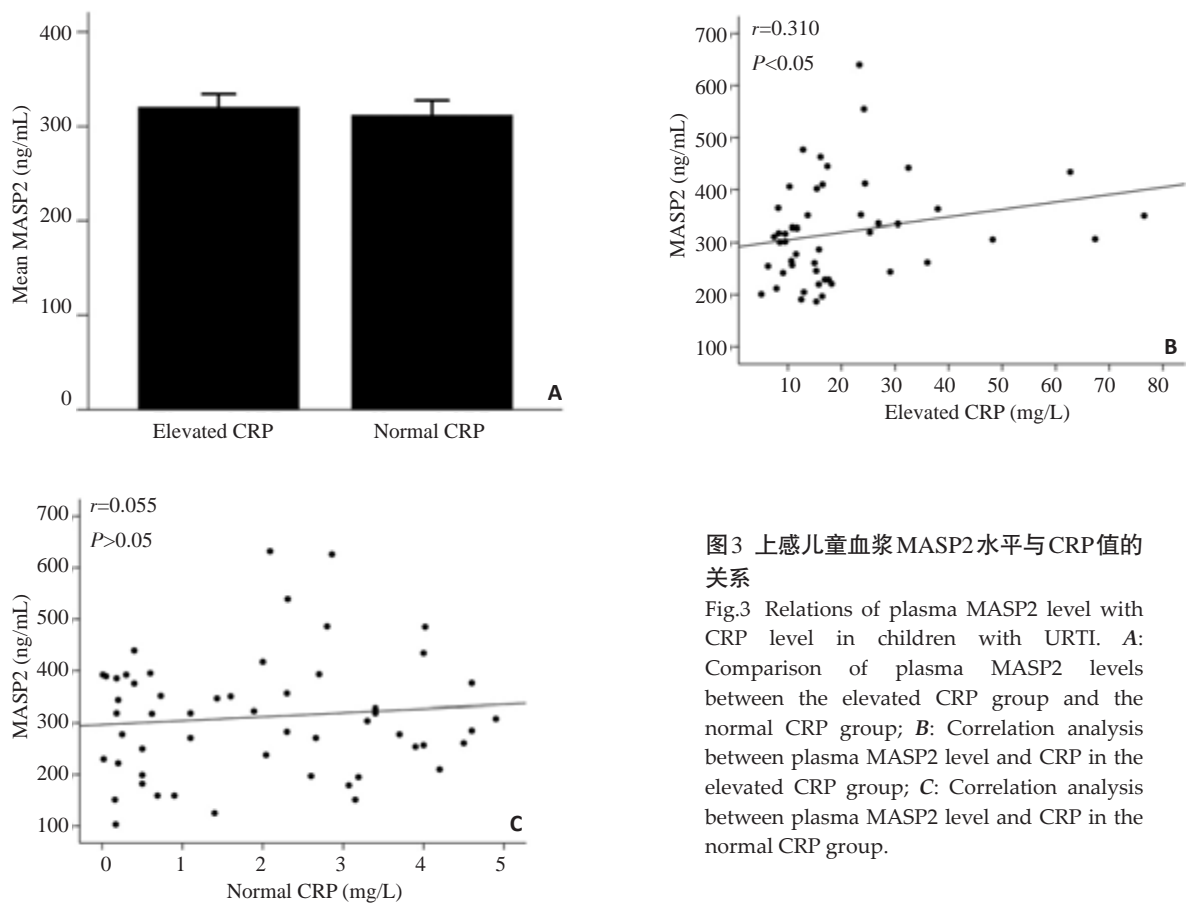 400
300
200
100
0
Mean MASP2 (ng/mL)
Elevated CRP
Normal CRP
A
r=0.310
P<0.05
700
600
500
400
300
200
100
MASP2 (ng/mL)
10 20 30 40 50 60 70 80
Elevated CRP (mg/L)
B
r=0.055
P>0.05
700
600
500
400
300
200
100
MASP2 (ng/mL)
0 1 2 3 4 5
Normal CRP (mg/L)
C
图3 上感儿童血浆MASP2水平与CRP值的
关系
Fig.3 Relations of plasma MASP2 level with
CRP level in children with URTI. A:
Comparison of plasma MASP2 levels
between the elevated CRP group and the
normal CRP group; B: Correlation analysis
between plasma MASP2 level and CRP in the
elevated CRP group; C: Correlation analysis
between plasma MASP2 level and CRP in the
normal CRP group.